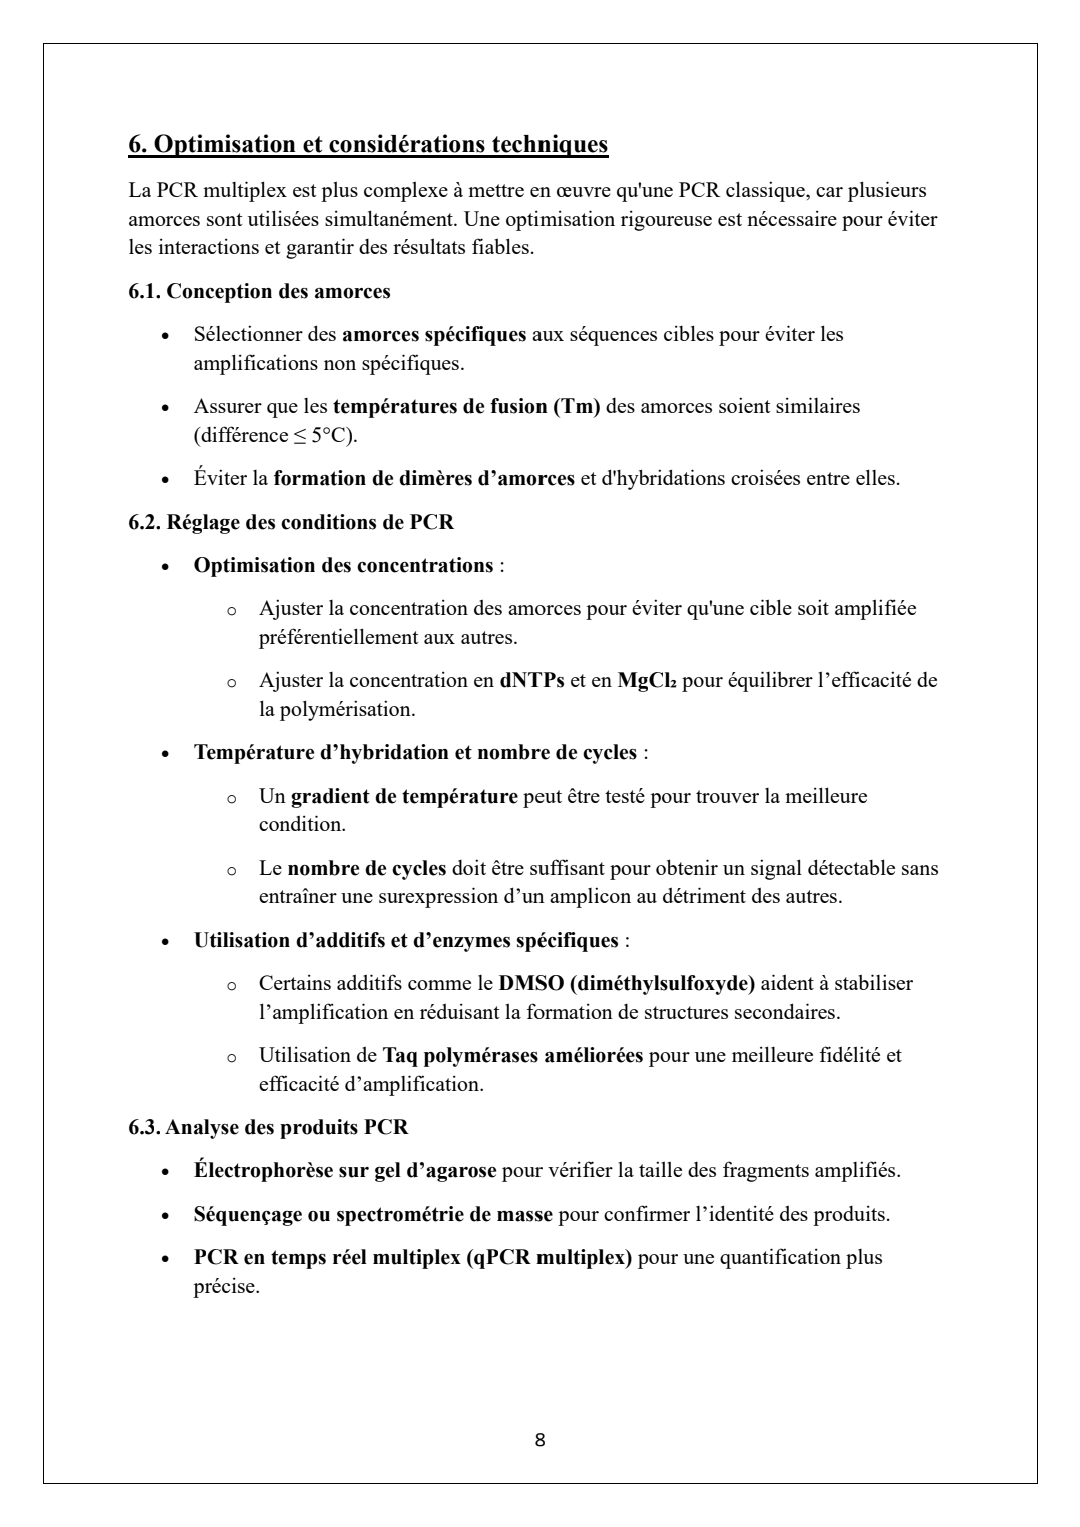 6. Optimisation et considérations techniques
La PCR multiplex est plus complexe à mettre en œuvre qu'une PCR classique, car plusieurs
amorces sont utilisées simultanément. Une optimisation rigoureuse est nécessaire pour éviter
les interactions et garantir des résultats fiables.
6.1. Conception des amorces
• Sélectionner des amorces spécifiques aux séquences cibles pour éviter les
amplifications non spécifiques.
• Assurer que les températures de fusion (Tm) des amorces soient similaires
(différence ≤ 5°C).
• Éviter la formation de dimères d’amorces et d'hybridations croisées entre elles.
6.2. Réglage des conditions de PCR
• Optimisation des concentrations :
o Ajuster la concentration des amorces pour éviter qu'une cible soit amplifiée
préférentiellement aux autres.
o Ajuster la concentration en dNTPs et en MgCl₂ pour équilibrer l’efficacité de
la polymérisation.
• Température d’hybridation et nombre de cycles :
o Un gradient de température peut être testé pour trouver la meilleure
condition.
o Le nombre de cycles doit être suffisant pour obtenir un signal détectable sans
entraîner une surexpression d’un amplicon au détriment des autres.
• Utilisation d’additifs et d’enzymes spécifiques :
o Certains additifs comme le DMSO (diméthylsulfoxyde) aident à stabiliser
l’amplification en réduisant la formation de structures secondaires.
o Utilisation de Taq polymérases améliorées pour une meilleure fidélité et
efficacité d’amplification.
6.3. Analyse des produits PCR
• Électrophorèse sur gel d’agarose pour vérifier la taille des fragments amplifiés.
• Séquençage ou spectrométrie de masse pour confirmer l’identité des produits.
• PCR en temps réel multiplex (qPCR multiplex) pour une quantification plus
précise.
8